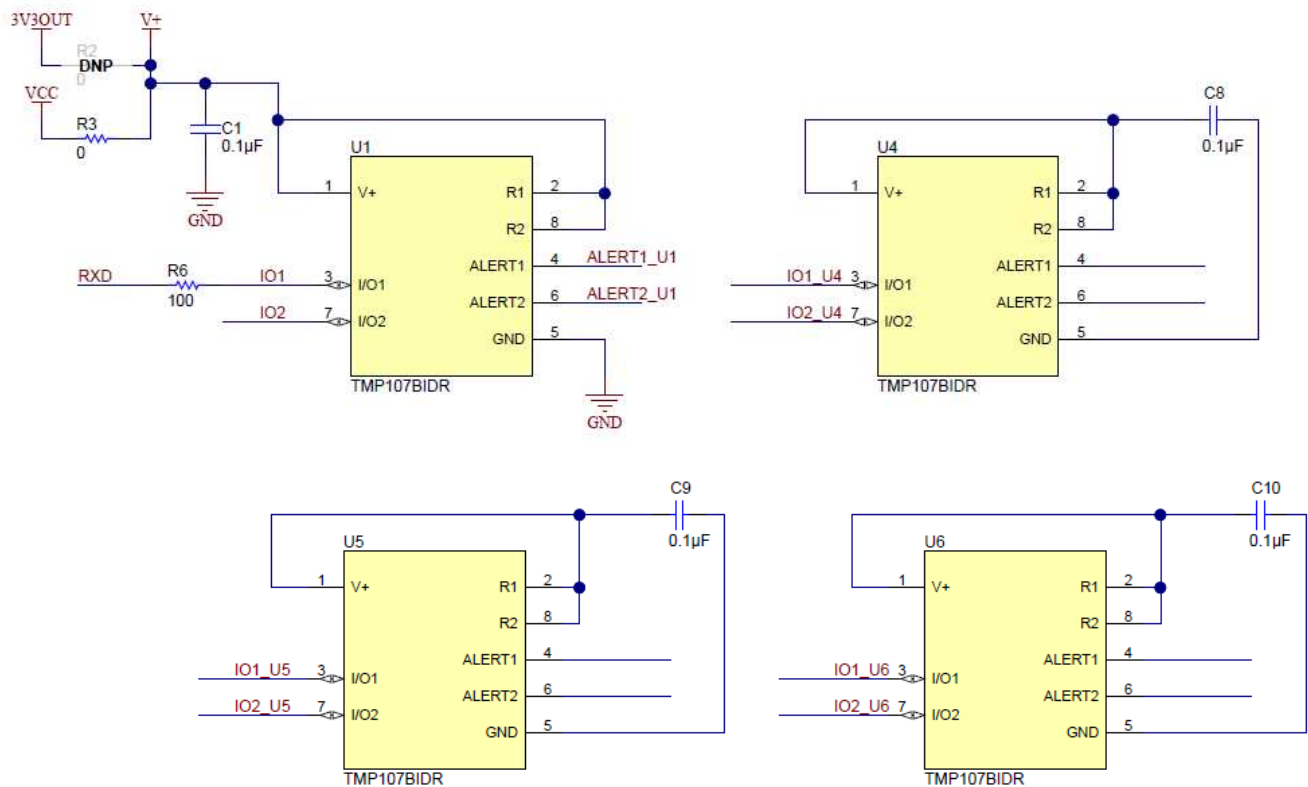 3V3OUT V+
R2
DNP
0
VCC
R3
0
C1
0.1µF
GND
U1
1 V+ R1 2
R2 8
ALERT1 4 ALERT1_U1
RXD R6 IO1 3 I/O1
100
ALERT2 6 ALERT2_U1
IO2 7 I/O2
GND 5
TMP107BIDR
GND
C8
0.1µF
U4
1 V+ R1 2
R2 8
ALERT1 4
IO1_U4 3 I/O1
ALERT2 6
IO2_U4 7 I/O2
GND 5
TMP107BIDR
C9
0.1µF
U5
1 V+ R1 2
R2 8
ALERT1 4
IO1_U5 3 I/O1
ALERT2 6
IO2_U5 7 I/O2
GND 5
TMP107BIDR
C10
0.1µF
U6
1 V+ R1 2
R2 8
ALERT1 4
IO1_U6 3 I/O1
ALERT2 6
IO2_U6 7 I/O2
GND 5
TMP107BIDR